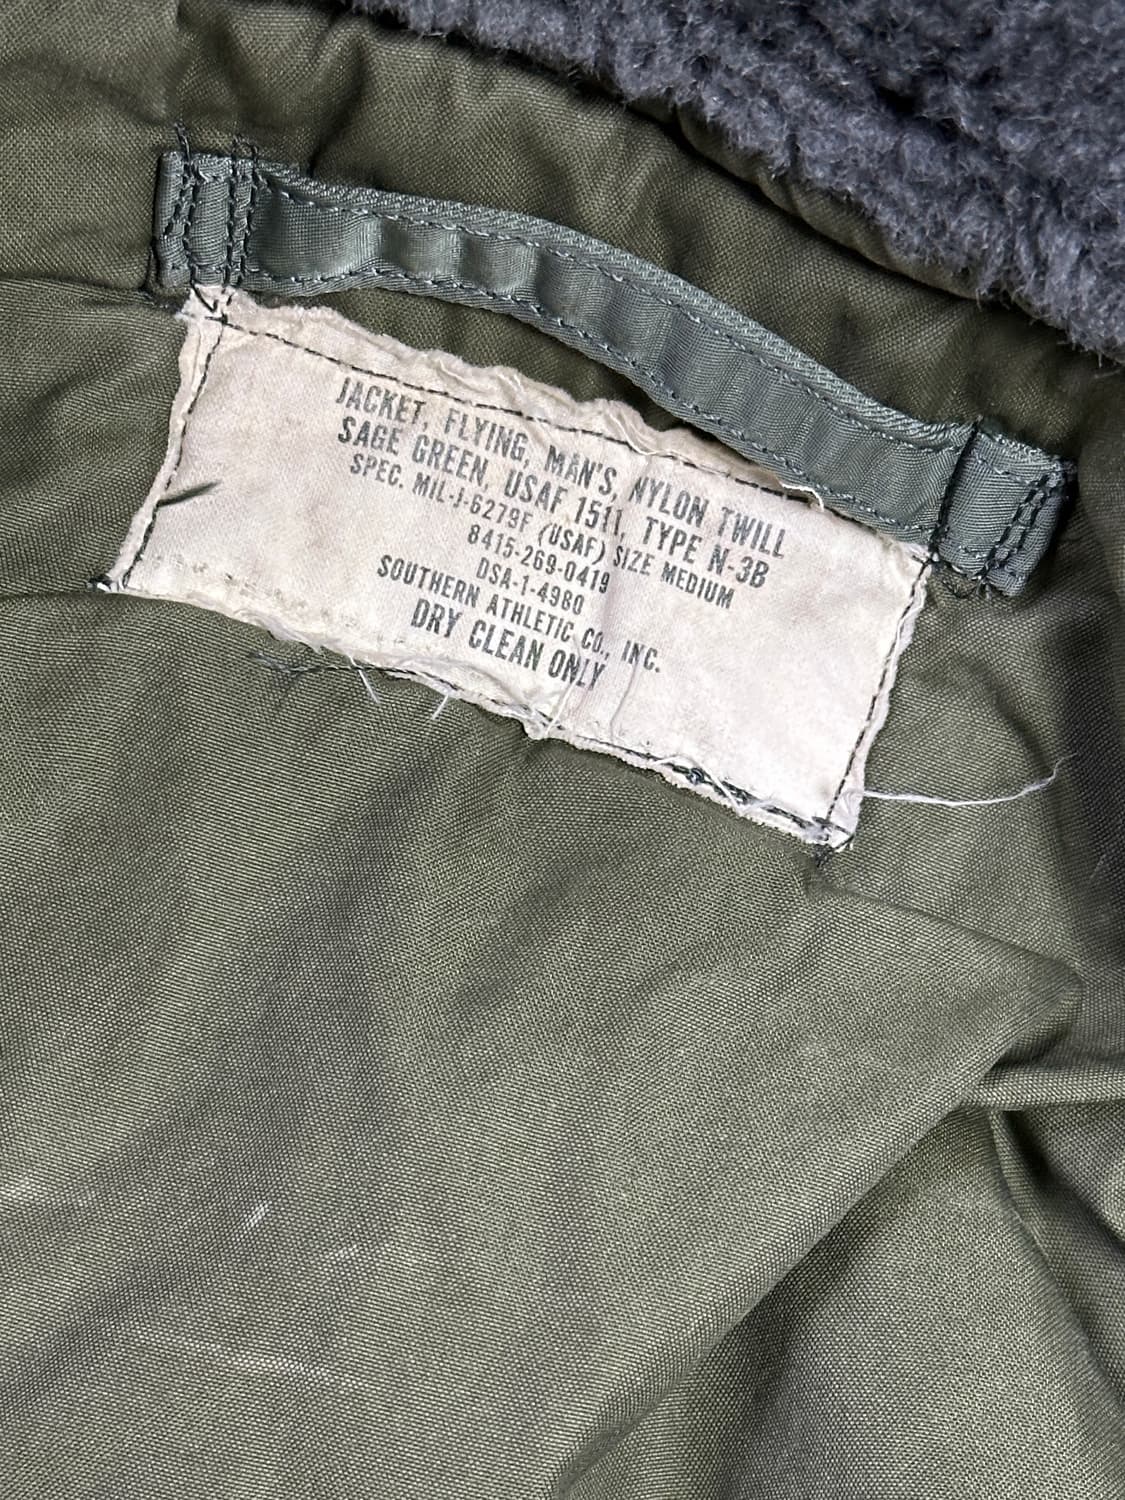 JACKET, FLYING, MAN'S, NYLON TWILL
SAGE GREEN, USAF 1511, TYPE N-3B
SPEC. MIL-J-6279F (USAF) SIZE MEDIUM
8415-269-0419
DSA-1-4980
SOUTHERN ATHLETIC CO., INC.
DRY CLEAN ONLY